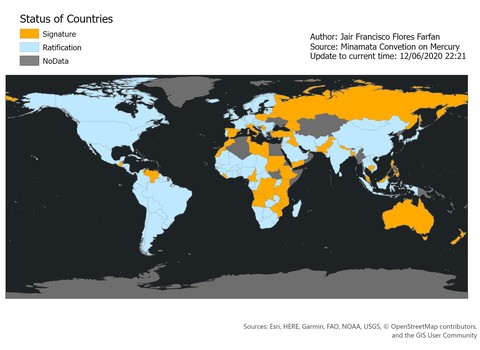 Status of Countries
Signature
Ratification
NoData
Author: Jair Francisco Flores Farfan
Source: Minamata Convetion on Mercury
Update to current time: 12/06/2020 22:21
Sources: Esri, HERE, Garmin, FAO, NOAA, USGS, © OpenStreetMap contributors,
and the GIS User Community